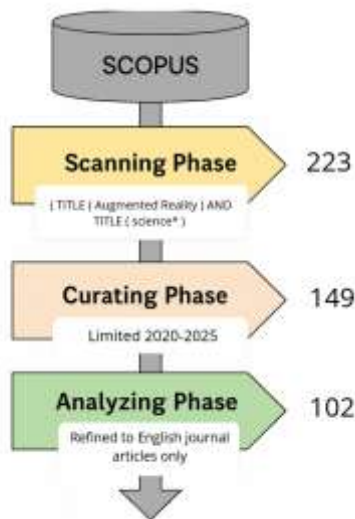 SCOPUS
Scanning Phase
223
( TITLE ( Augmented Reality ) AND
TITLE ( science* )
Curating Phase
149
Limited 2020-2025
Analyzing Phase
102
Refined to English journal
articles only